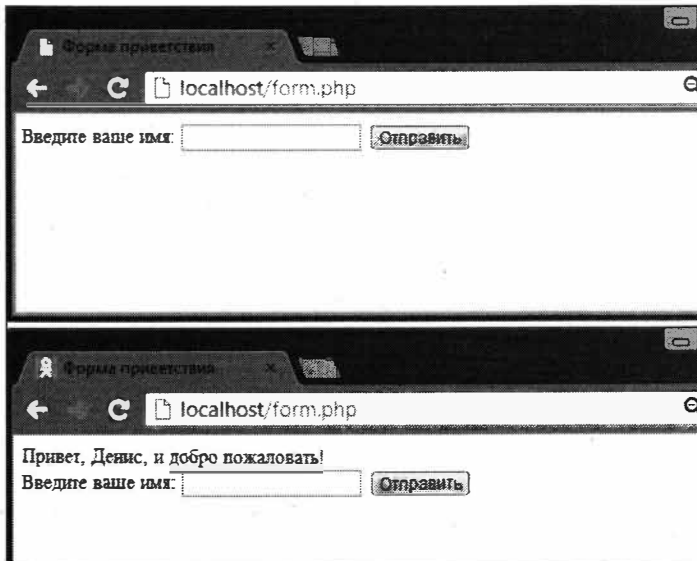 Форма приветствия
localhost/form.php
Введите ваше имя: Отправить
Форма приветствия
localhost/form.php
Привет, Денис, и добро пожаловать!
Введите ваше имя: Отправить